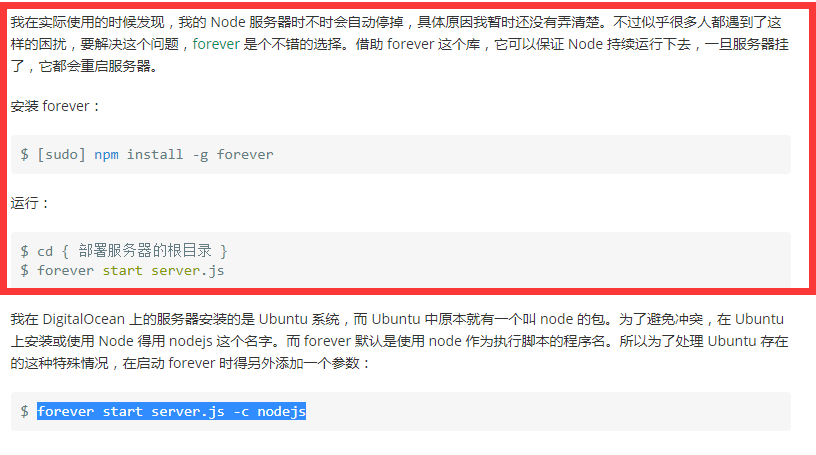 我在实际使用的时候发现，我的 Node 服务器时不时会自动停掉，具体原因我暂时还没有弄清楚。不过似乎很多人都遇到了这
样的困扰，要解决这个问题，forever 是个不错的选择。借助 forever 这个库，它可以保证 Node 持续运行下去，一旦服务器挂
了，它都会重启服务器。
安装 forever：
$ [sudo] npm install -g forever
运行：
$ cd { 部署服务器的根目录 }
$ forever start server.js
我在 DigitalOcean 上的服务器安装的是 Ubuntu 系统，而 Ubuntu 中原本就有一个叫 node 的包。为了避免冲突，在 Ubuntu
上安装或使用 Node 得用 nodejs 这个名字。而 forever 默认是使用 node 作为执行脚本的程序名。所以为了处理 Ubuntu 存在
的这种特殊情况，在启动 forever 时得另外添加一个参数：
$ forever start server.js -c nodejs